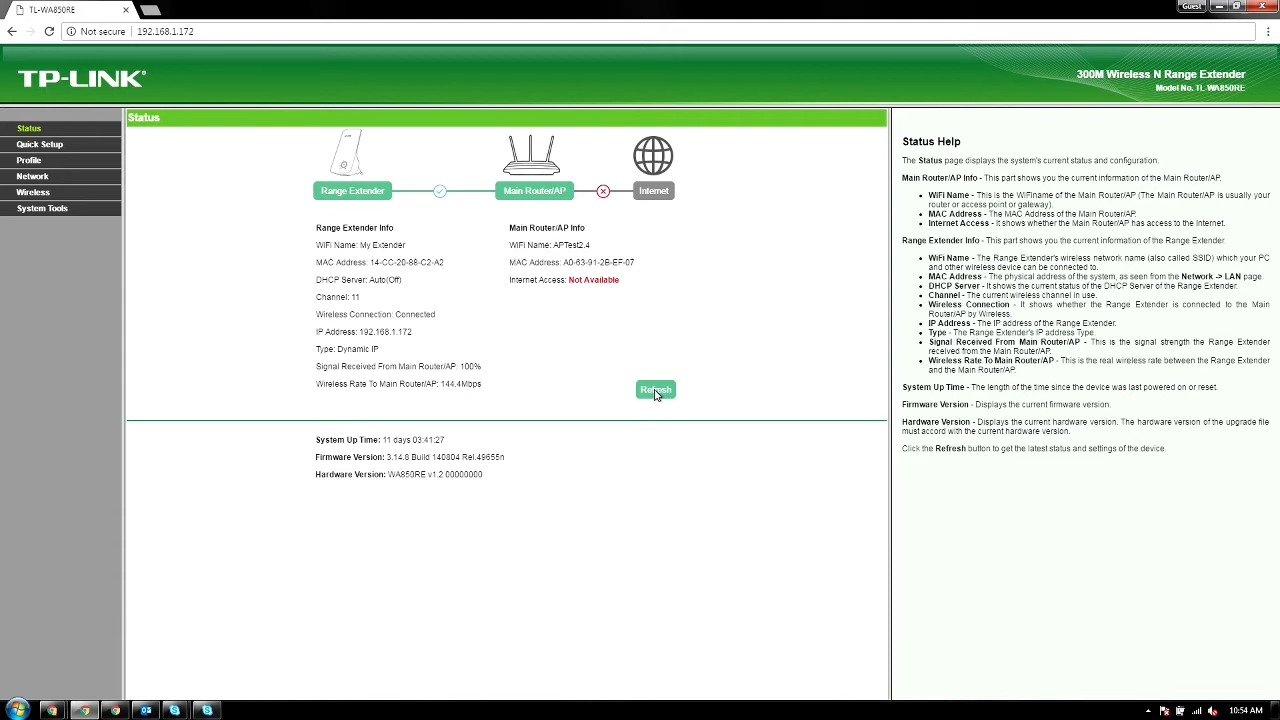 TL-WA850RE
Guest
Not secure | 192.168.1.172
TP-LINK®
300M Wireless N Range Extender
Model No. TL-WA850RE
Status
Quick Setup
Profile
Network
Wireless
System Tools
Status
Range Extender
Main Router/AP
Internet
Range Extender Info
WiFi Name: My Extender
MAC Address: 14-CC-20-88-C2-A2
DHCP Server: Auto(Off)
Channel: 11
Wireless Connection: Connected
IP Address: 192.168.1.172
Type: Dynamic IP
Signal Received From Main Router/AP: 100%
Wireless Rate To Main Router/AP: 144.4Mbps
Main Router/AP Info
WiFi Name: APTest2.4
MAC Address: A0-63-91-2B-EF-07
Internet Access: Not Available
Refresh
System Up Time: 11 days 03:41:27
Firmware Version: 3.14.8 Build 140804 Rel.49655n
Hardware Version: WA850RE v1.2 00000000
Status Help
The Status page displays the system's current status and configuration.
Main Router/AP Info - This part shows you the current information of the Main Router/AP.
WiFi Name - This is the WiFiname of the Main Router/AP (The Main Router/AP is usually your
router or access point or gateway).
MAC Address - The MAC Address of the Main Router/AP.
Internet Access - It shows whether the Main Router/AP has access to the Internet.
Range Extender Info - This part shows you the current information of the Range Extender.
WiFi Name - The Range Extender's wireless network name (also called SSID) which your PC
and other wireless device can be connected to.
MAC Address - The physical address of the system, as seen from the Network -> LAN page.
DHCP Server - It shows the current status of the DHCP Server of the Range Extender.
Channel - The current wireless channel in use.
Wireless Connection - It shows whether the Range Extender is connected to the Main
Router/AP by Wireless.
IP Address - The IP address of the Range Extender.
Type - The Range Extender's IP address Type.
Signal Received From Main Router/AP - This is the signal strength the Range Extender
received from the Main Router/AP.
Wireless Rate To Main Router/AP - This is the real wireless rate between the Range Extender
and the Main Router/AP.
System Up Time - The length of the time since the device was last powered on or reset.
Firmware Version - Displays the current firmware version.
Hardware Version - Displays the current hardware version. The hardware version of the upgrade file
must accord with the current hardware version.
Click the Refresh button to get the latest status and settings of the device.
10:54 AM